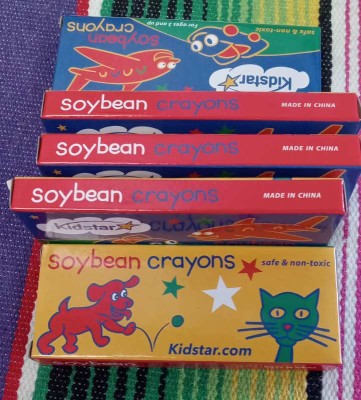 For ages 3 and up
safe & non-toxic
soybean
crayons
Kidstar
soybean crayons
MADE IN CHINA
soybean crayons
MADE IN CHINA
soybean crayons
MADE IN CHINA
Kidstar
soybean crayons
safe & non-toxic
Kidstar.com